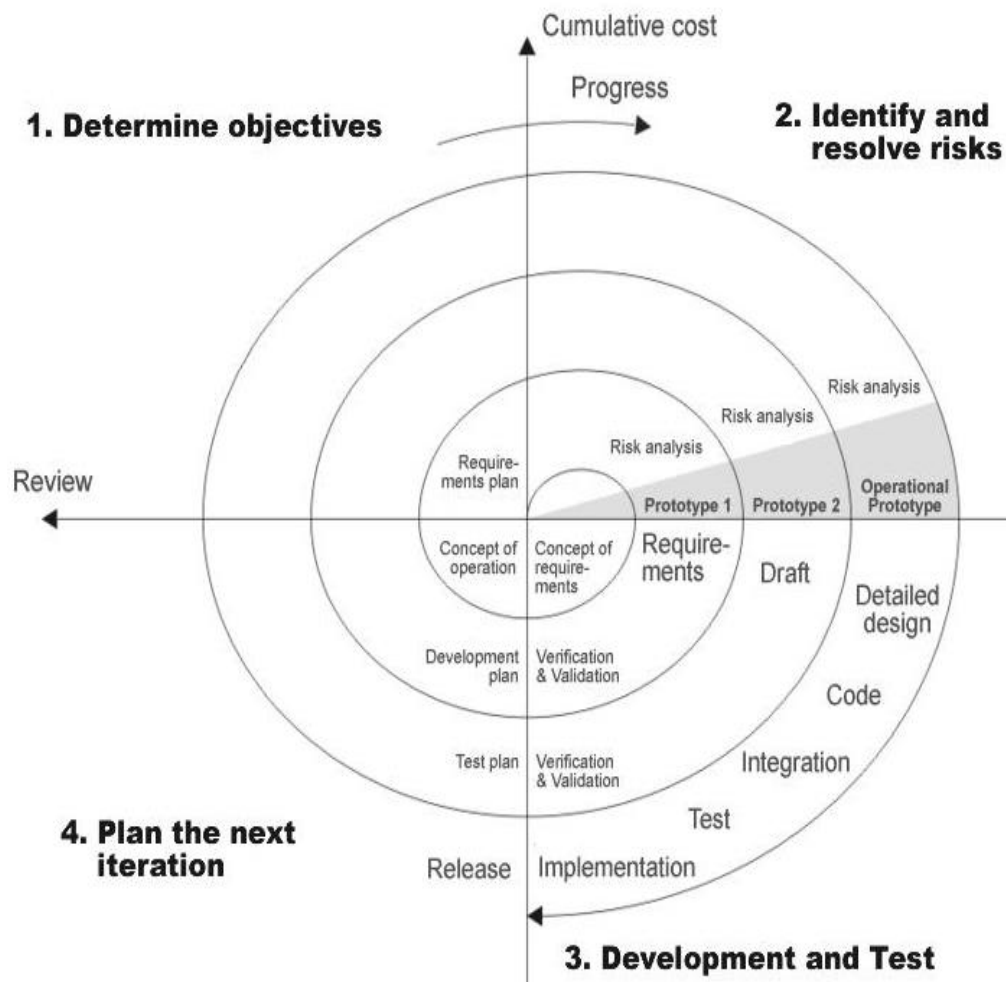 Cumulative cost
Progress
1. Determine objectives
2. Identify and
resolve risks
Risk analysis
Risk analysis
Risk analysis
Require-
ments plan
Review
Prototype 1
Prototype 2
Operational
Prototype
Concept of
operation
Concept of
require-
ments
Require-
ments
Draft
Detailed
design
Development
plan
Verification
& Validation
Code
Test plan
Verification
& Validation
Integration
Test
4. Plan the next
iteration
Release
Implementation
3. Development and Test